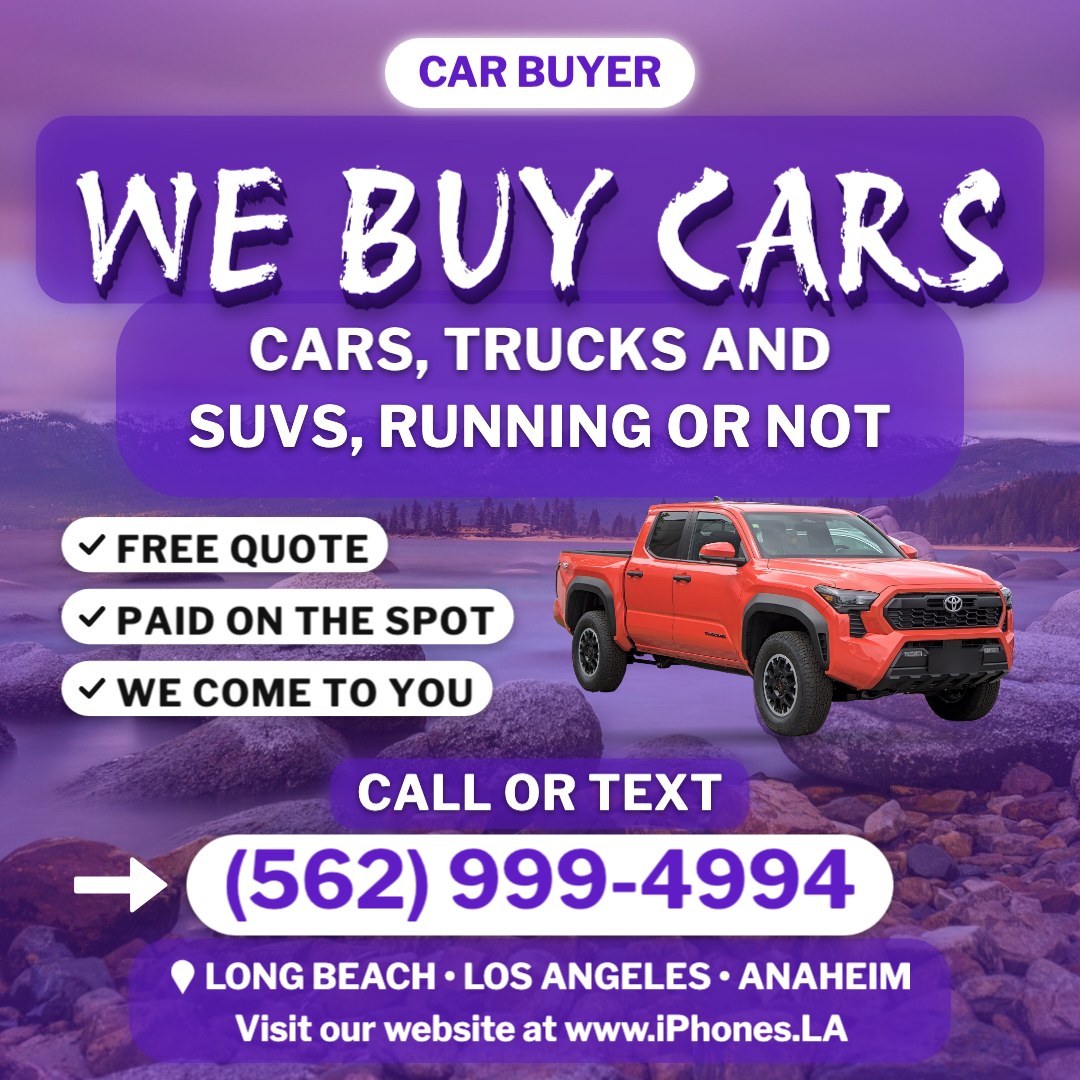 CAR BUYER
WE BUY CARS
CARS, TRUCKS AND
SUVS, RUNNING OR NOT
FREE QUOTE
PAID ON THE SPOT
WE COME TO YOU
CALL OR TEXT
(562) 999-4994
LONG BEACH • LOS ANGELES • ANAHEIM
Visit our website at www.iPhones.LA